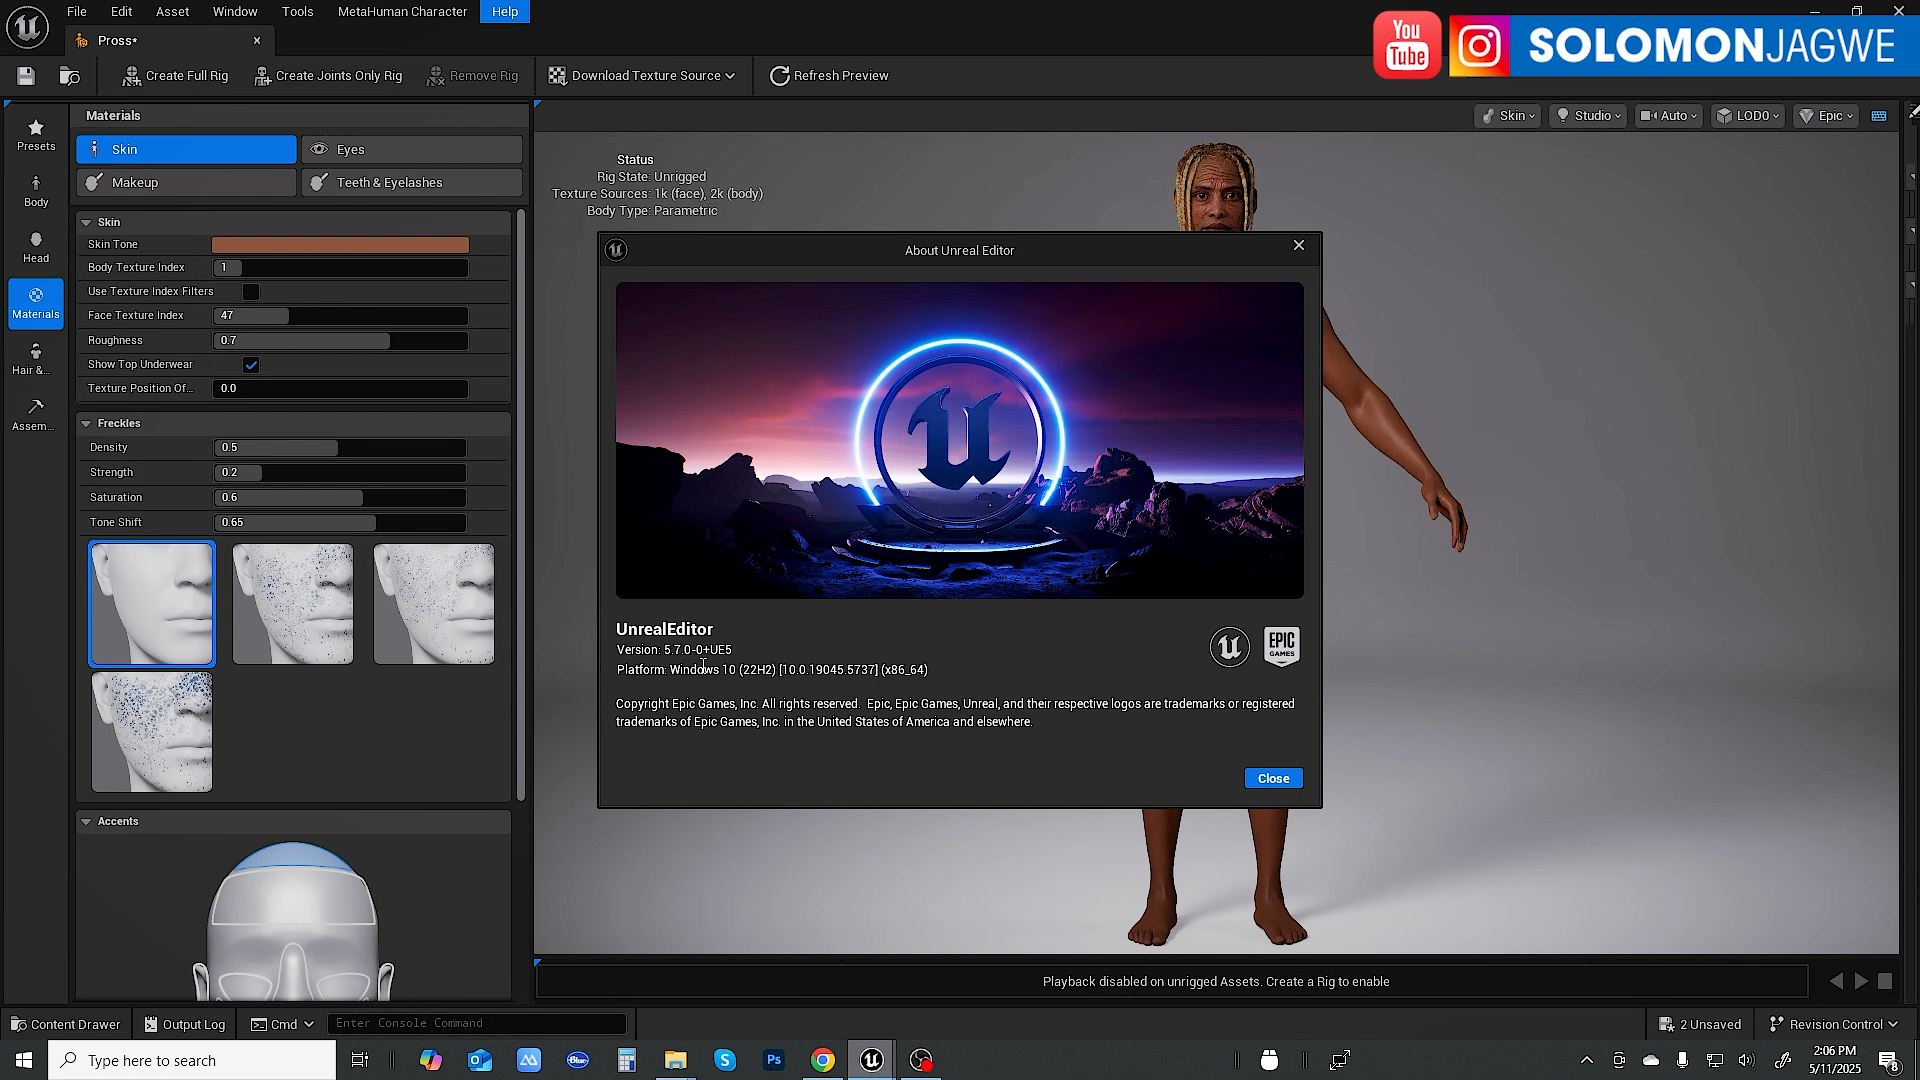 File Edit Asset Window Tools MetaHuman Character Help
Pross*
You Tube
SOLOMONJAGWE
Create Full Rig Create Joints Only Rig Remove Rig Download Texture Source Refresh Preview
Presets
Body
Head
Materials
Hair &...
Assem...
Materials
Skin Eyes
Makeup Teeth & Eyelashes
Skin
Skin Tone
Body Texture Index 1
Use Texture Index Filters
Face Texture Index 47
Roughness 0.7
Show Top Underwear
Texture Position Of... 0.0
Freckles
Density 0.5
Strength 0.2
Saturation 0.6
Tone Shift 0.65
Accents
Skin Studio Auto LOD0 Epic
Status
Rig State: Unrigged
Texture Sources: 1k (face), 2k (body)
Body Type: Parametric
About Unreal Editor
UnrealEditor
Version: 5.7.0-0+UE5
Platform: Windows 10 (22H2) [10.0.19045.5737] (x86_64)
EPIC GAMES
Copyright Epic Games, Inc. All rights reserved. Epic, Epic Games, Unreal, and their respective logos are trademarks or registered
trademarks of Epic Games, Inc. in the United States of America and elsewhere.
Close
Playback disabled on unrigged Assets. Create a Rig to enable
Content Drawer Output Log Cmd Enter Console Command 2 Unsaved Revision Control
Type here to search
Blue
Ps
2:06 PM
5/11/2025
8